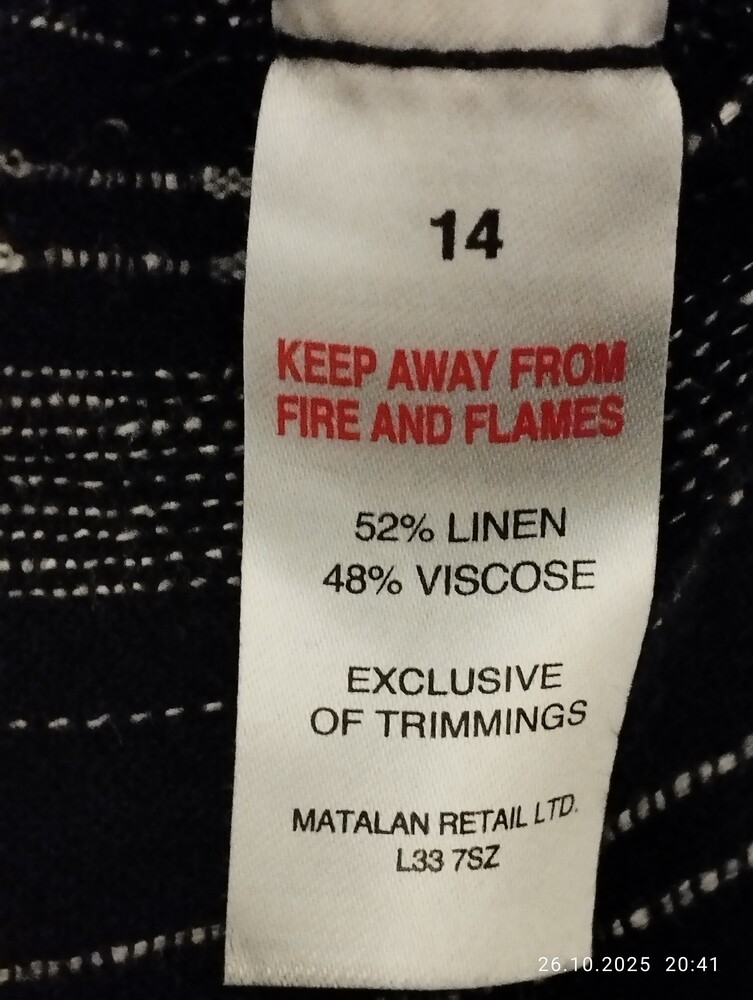 14
KEEP AWAY FROM
FIRE AND FLAMES
52% LINEN
48% VISCOSE
EXCLUSIVE
OF TRIMMINGS
MATALAN RETAIL LTD.
L33 7SZ
26.10.2025 20:41